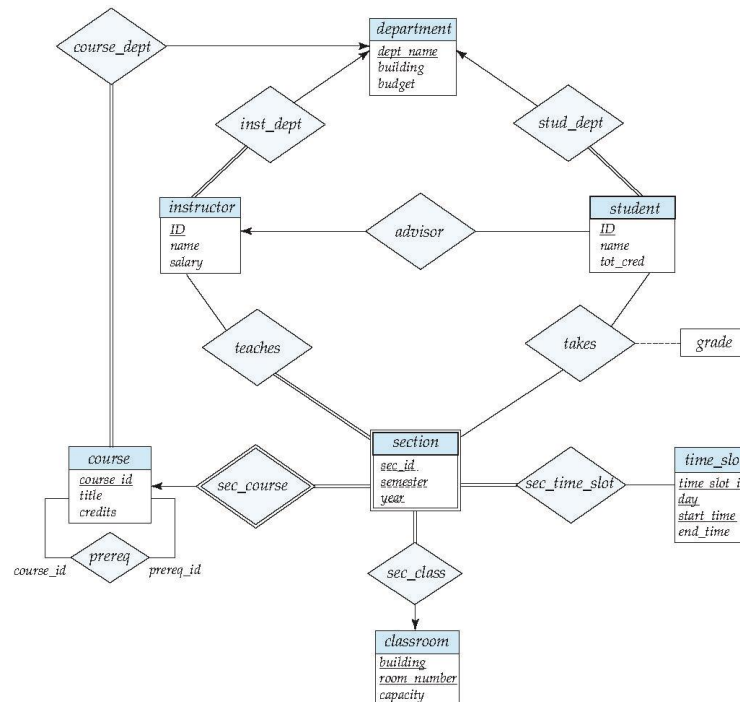 department
course_dept
dept_name
building
budget
inst_dept
stud_dept
instructor
ID
name
salary
advisor
student
ID
name
tot_cred
teaches
takes
grade
section
sec_id
semester
year
course
course_id
title
credits
sec_course
sec_time_slot
time_slo
time_slot_i
day
start_time
end_time
prereq
course_id
prereq_id
sec_class
classroom
building
room_number
capacity